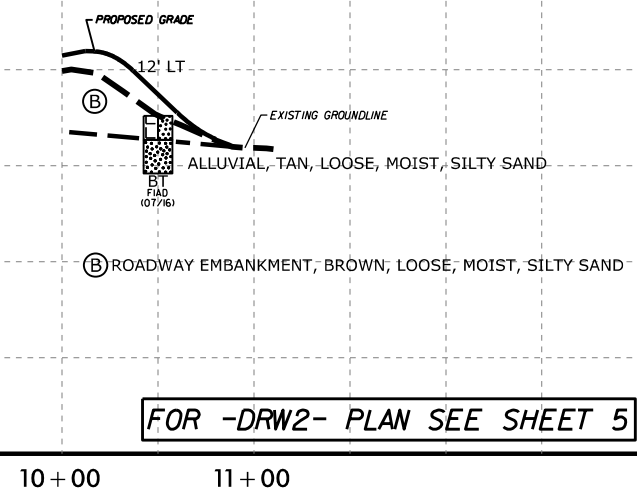 PROPOSED GRADE
12' LT
B
EXISTING GROUNDLINE
ALLUVIAL, TAN, LOOSE, MOIST, SILTY SAND
BT
FIAD
(07/16)
B ROADWAY EMBANKMENT, BROWN, LOOSE, MOIST, SILTY SAND
FOR -DRW2- PLAN SEE SHEET 5
10+00 11+00